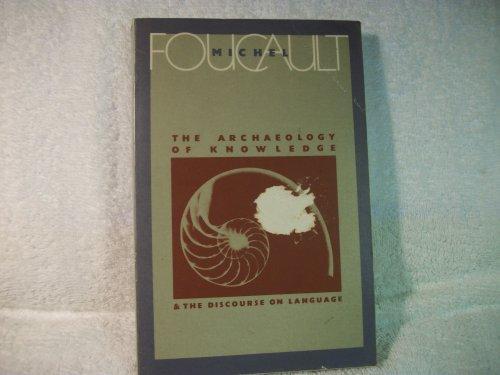 MICHEL
FOUCAULT
THE ARCHAEOLOGY
OF KNOWLEDGE
& THE DISCOURSE ON LANGUAGE